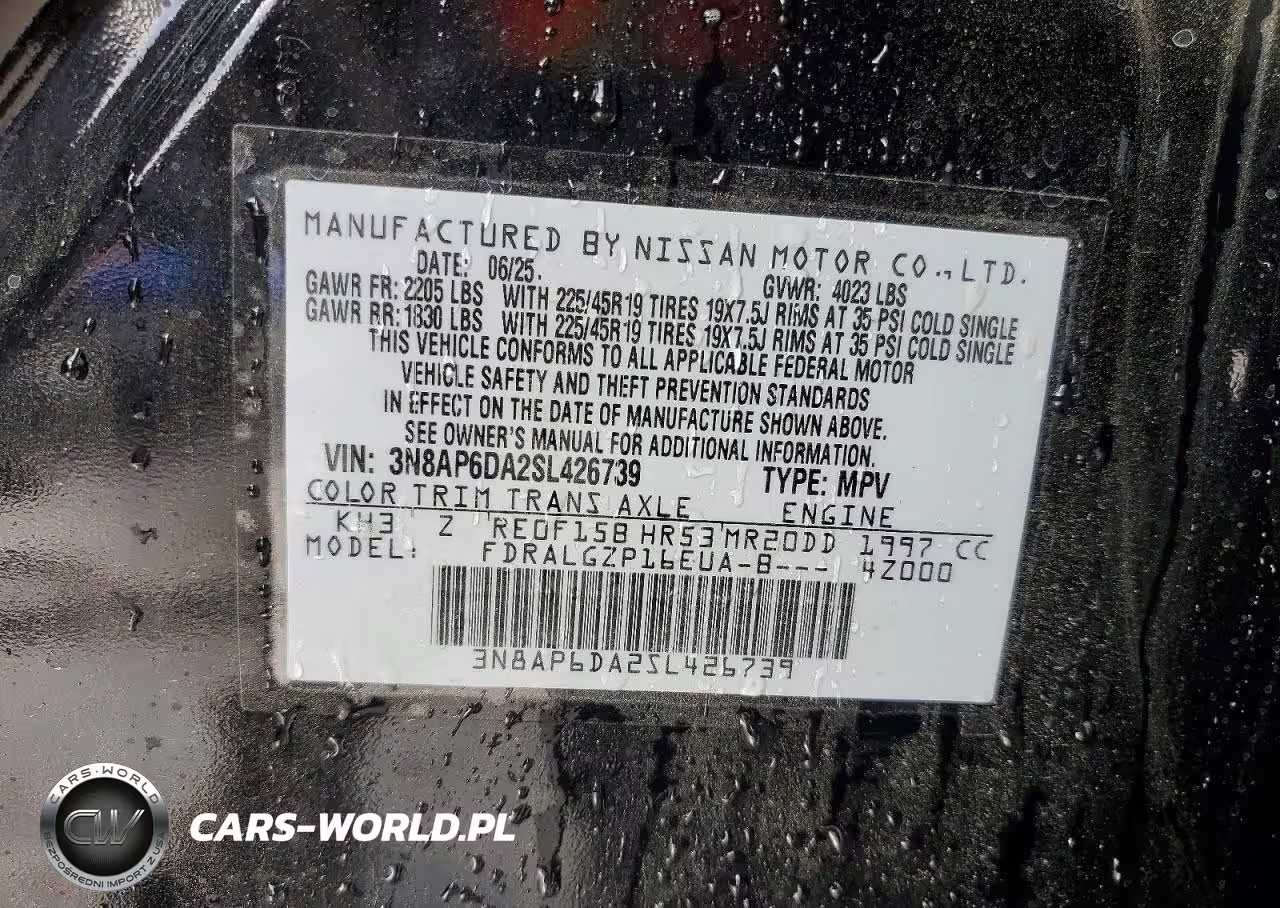 MANUFACTURED BY NISSAN MOTOR CO., LTD.
DATE: 06/25. GVWR: 4023 LBS
GAWR FR: 2205 LBS WITH 225/45R19 TIRES 19X7.5J RIMS AT 35 PSI COLD SINGLE
GAWR RR: 1830 LBS WITH 225/45R19 TIRES 19X7.5J RIMS AT 35 PSI COLD SINGLE
THIS VEHICLE CONFORMS TO ALL APPLICABLE FEDERAL MOTOR
VEHICLE SAFETY AND THEFT PREVENTION STANDARDS
IN EFFECT ON THE DATE OF MANUFACTURE SHOWN ABOVE.
SEE OWNER'S MANUAL FOR ADDITIONAL INFORMATION.
VIN: 3N8AP6DA2SL426739 TYPE: MPV
COLOR TRIM TRANS AXLE ENGINE
KH3 Z RE0F15B HR53 MR20DD 1997 CC
MODEL: FDRALGZP16EUA-B--- 4Z000
3N8AP6DA2SL426739
CARS-WORLD
CW
BEZPOŚREDNI IMPORT Z USA
CARS-WORLD.PL